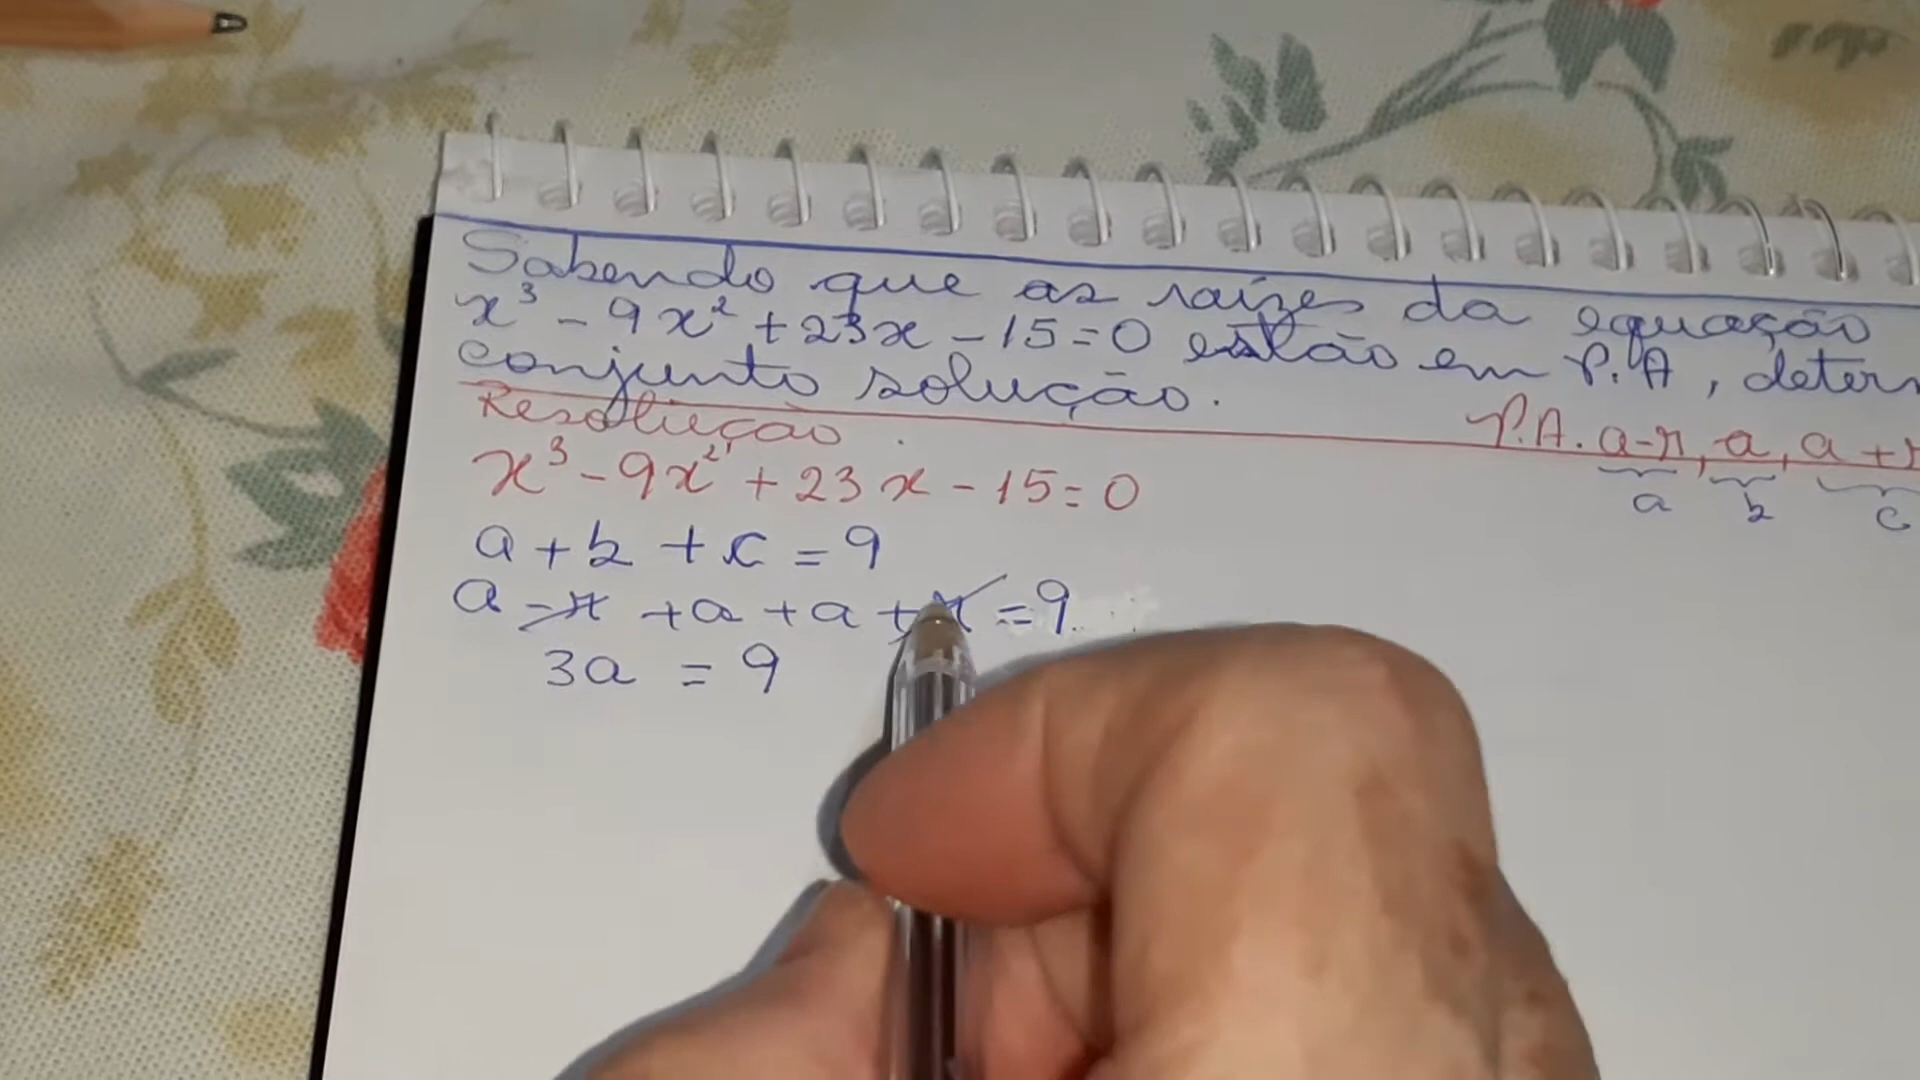 Sabendo que as raízes da equação
x³ - 9x² + 23x - 15 = 0 estão em P.A, determ
conjunto solução.
Resolução
P.A. a-r, a, a+r
a b c
x³ - 9x² + 23x - 15 = 0
a + b + c = 9
a - r + a + a + r = 9
3a = 9